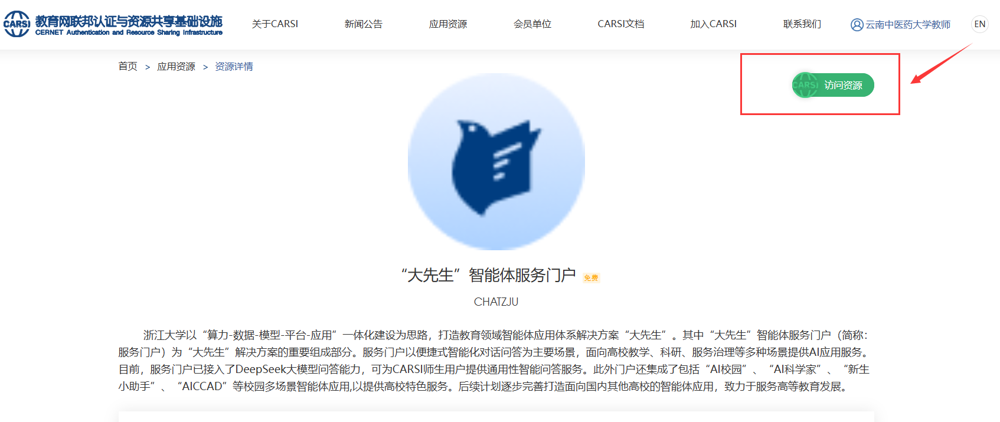 CARSI 教育网联邦认证与资源共享基础设施
CERNET Authentication and Resource Sharing Infrastructure
关于CARSI 新闻公告 应用资源 会员单位 CARSI文档 加入CARSI 联系我们 云南中医药大学教师 EN
首页 > 应用资源 > 资源详情
CARSI 访问资源
“大先生”智能体服务门户 免费
CHATZJU
浙江大学以“算力-数据-模型-平台-应用”一体化建设为思路，打造教育领域智能体应用体系解决方案“大先生”。其中“大先生”智能体服务门户（简称：
服务门户）为“大先生”解决方案的重要组成部分。服务门户以便捷式智能化对话问答为主要场景，面向高校教学、科研、服务治理等多种场景提供AI应用服务。
目前，服务门户已接入了DeepSeek大模型问答能力，可为CARSI师生用户提供通用性智能问答服务。此外门户还集成了包括“AI校园”、“AI科学家”、“新生
小助手”、“AICCAD”等校园多场景智能体应用,以提供高校特色服务。后续计划逐步完善打造面向国内其他高校的智能体应用，致力于服务高等教育发展。